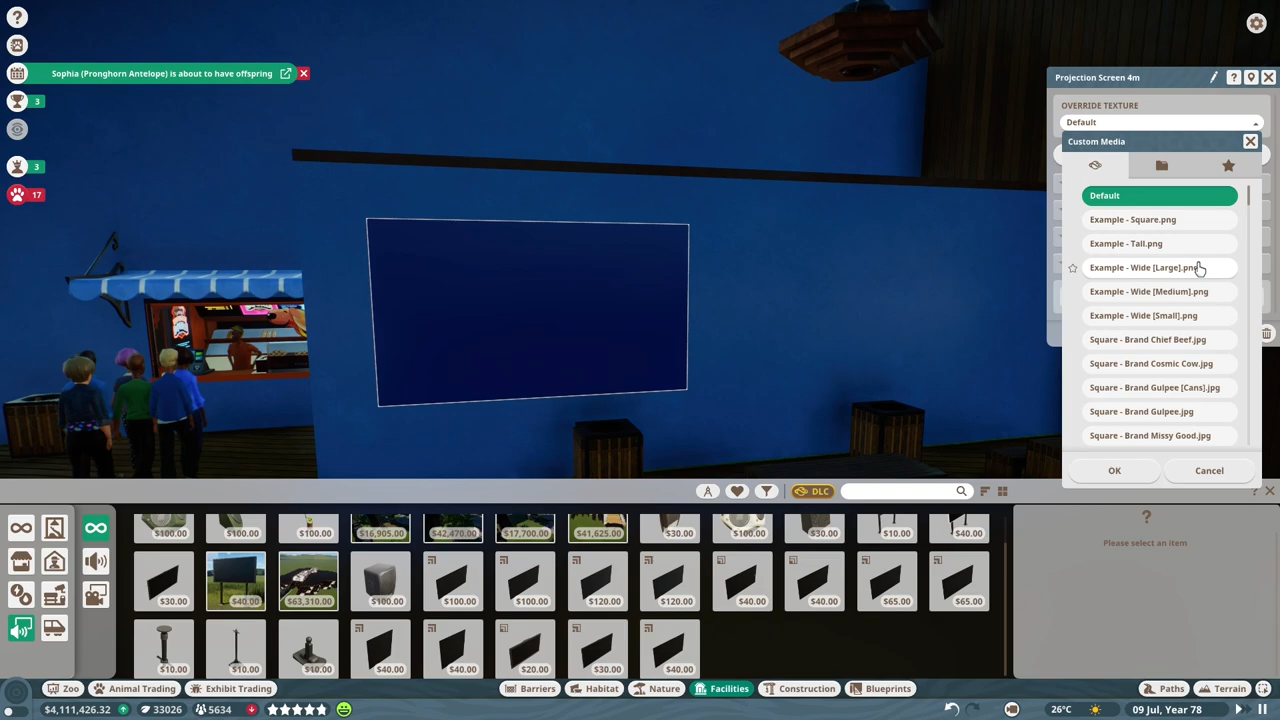 Sophia (Pronghorn Antelope) is about to have offspring
3
3
17
Projection Screen 4m
OVERRIDE TEXTURE
Default
Custom Media
Default
Example - Square.png
Example - Tall.png
Example - Wide [Large].png
Example - Wide [Medium].png
Example - Wide [Small].png
Square - Brand Chief Beef.jpg
Square - Brand Cosmic Cow.jpg
Square - Brand Gulpee [Cans].jpg
Square - Brand Gulpee.jpg
Square - Brand Missy Good.jpg
OK Cancel
DLC
$100.00 $100.00 $100.00 $16,905.00 $42,470.00 $17,700.00 $41,625.00 $30.00 $100.00 $30.00 $10.00 $40.00
$30.00 $40.00 $63,310.00 $100.00 $100.00 $100.00 $120.00 $120.00 $40.00 $40.00 $65.00 $65.00
$10.00 $10.00 $10.00 $40.00 $40.00 $20.00 $30.00 $40.00
Please select an item
Zoo Animal Trading Exhibit Trading Barriers Habitat Nature Facilities Construction Blueprints Paths Terrain
$4,111,426.32 33026 5634 26°C 09 Jul, Year 78